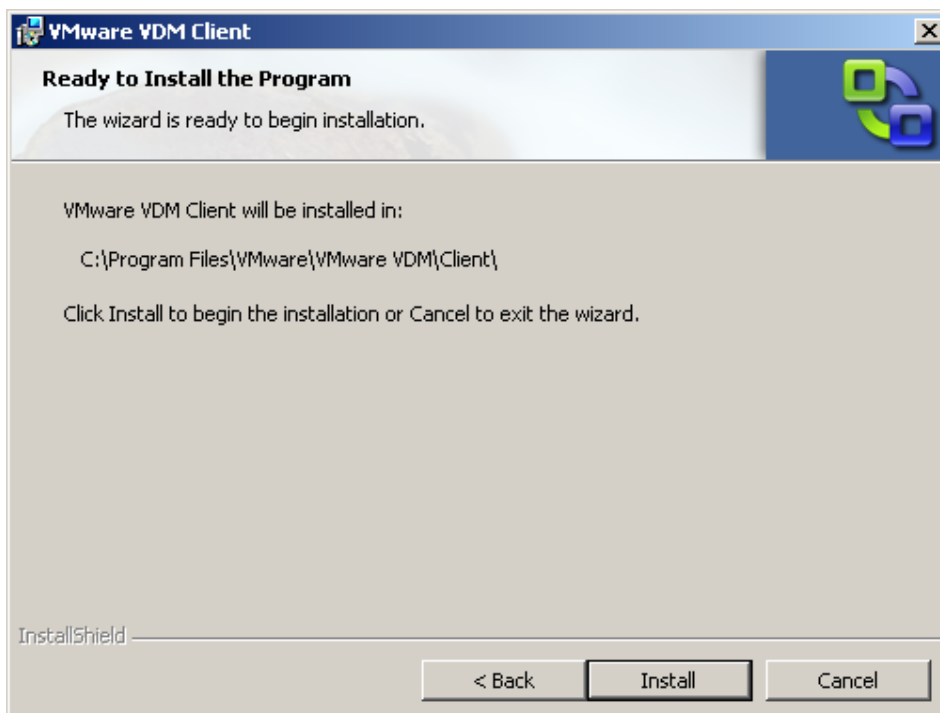 VMware VDM Client
Ready to Install the Program
The wizard is ready to begin installation.
VMware VDM Client will be installed in:
C:\Program Files\VMware\VMware VDM\Client\
Click Install to begin the installation or Cancel to exit the wizard.
InstallShield
< Back
Install
Cancel